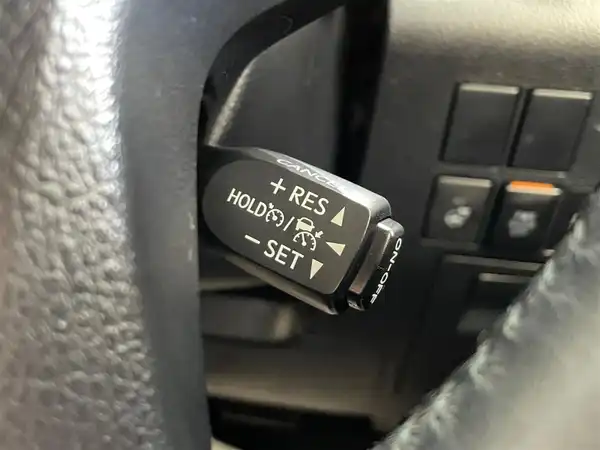 CANCEL
+ RES
HOLD /
− SET
ON-OFF